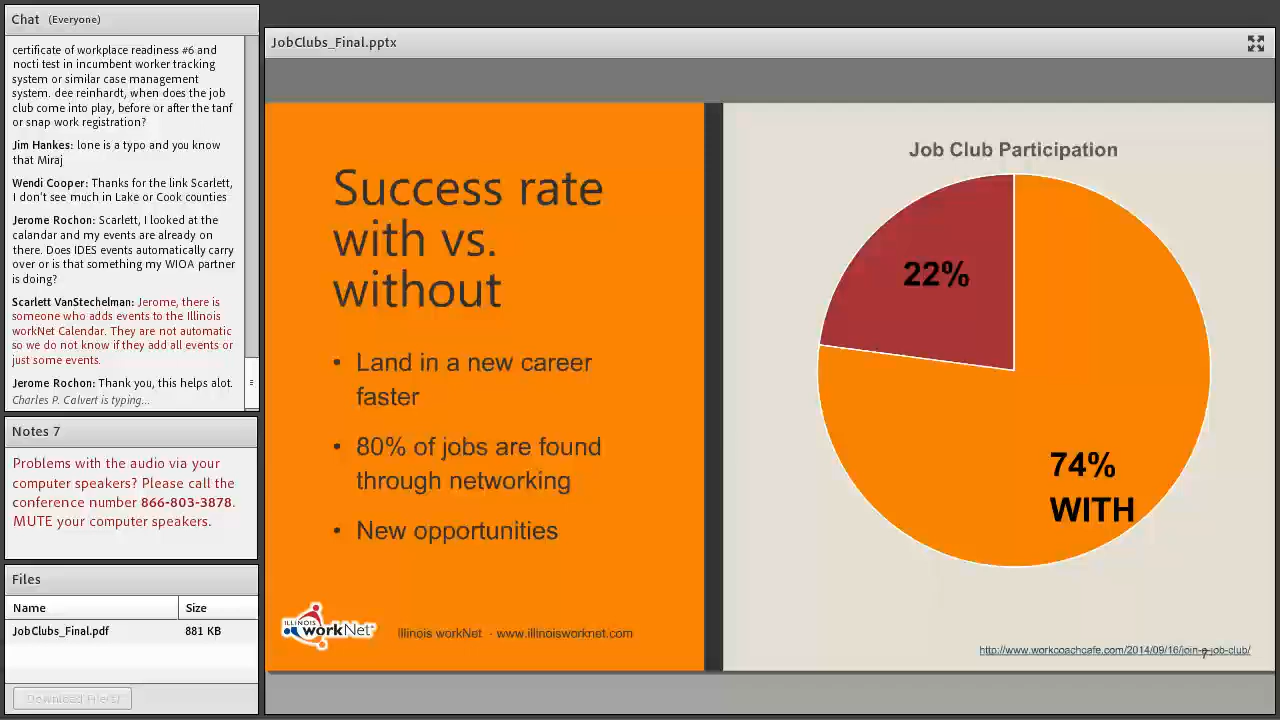 Chat (Everyone)
certificate of workplace readiness #6 and
nocti test in incumbent worker tracking
system or similar case management
system. dee reinhardt, when does the job
club come into play, before or after the tanf
or snap work registration?
Jim Hankes: lone is a typo and you know
that Miraj
Wendi Cooper: Thanks for the link Scarlett,
I don't see much in Lake or Cook counties
Jerome Rochon: Scarlett, I looked at the
calandar and my events are already on
there. Does IDES events automatically carry
over or is that something my WIOA partner
is doing?
Scarlett VanStechelman: Jerome, there is
someone who adds events to the Illinois
workNet Calendar. They are not automatic
so we do not know if they add all events or
just some events.
Jerome Rochon: Thank you, this helps alot.
Charles P. Calvert is typing...
Notes 7
Problems with the audio via your
computer speakers? Please call the
conference number 866-803-3878.
MUTE your computer speakers.
Files
Name Size
JobClubs_Final.pdf 881 KB
Download File(s)
JobClubs_Final.pptx
Success rate
with vs.
without
• Land in a new career
faster
• 80% of jobs are found
through networking
• New opportunities
ILLINOIS
workNet
Illinois workNet - www.illinoisworknet.com
Job Club Participation
22%
74%
WITH
http://www.workcoachcafe.com/2014/09/16/join-a-job-club/
7